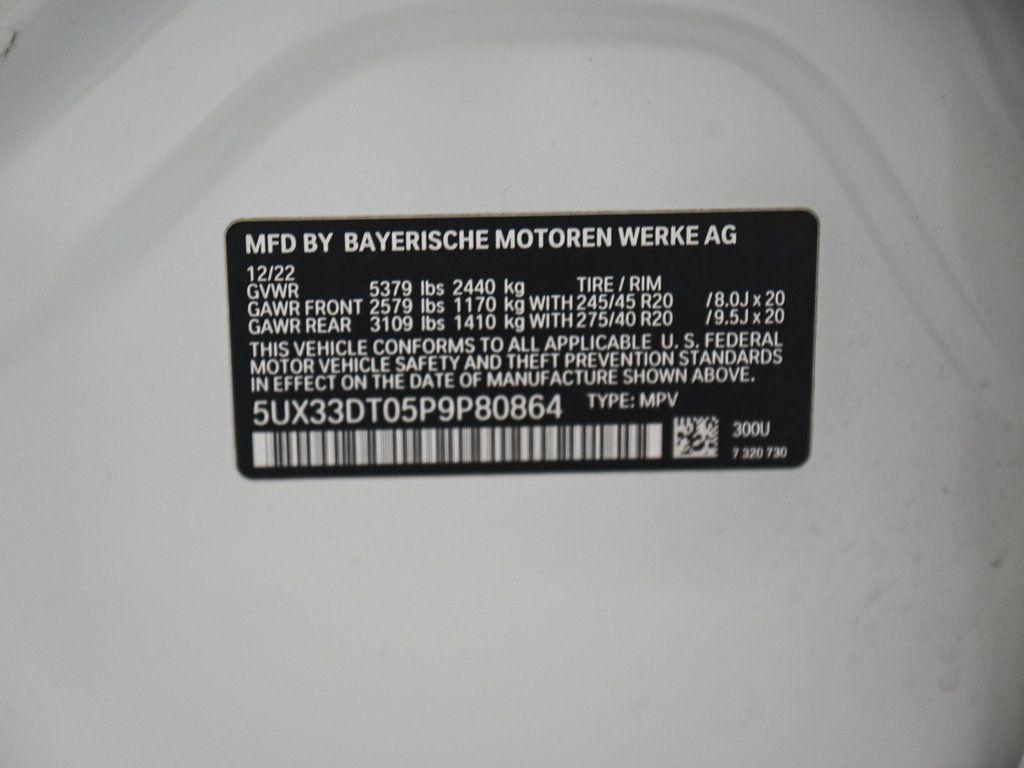 MFD BY BAYERISCHE MOTOREN WERKE AG
12/22
GVWR 5379 lbs 2440 kg TIRE / RIM
GAWR FRONT 2579 lbs 1170 kg WITH 245/45 R20 /8.0J x 20
GAWR REAR 3109 lbs 1410 kg WITH 275/40 R20 /9.5J x 20
THIS VEHICLE CONFORMS TO ALL APPLICABLE U. S. FEDERAL
MOTOR VEHICLE SAFETY AND THEFT PREVENTION STANDARDS
IN EFFECT ON THE DATE OF MANUFACTURE SHOWN ABOVE.
5UX33DT05P9P80864 TYPE: MPV
300U
7 320 730